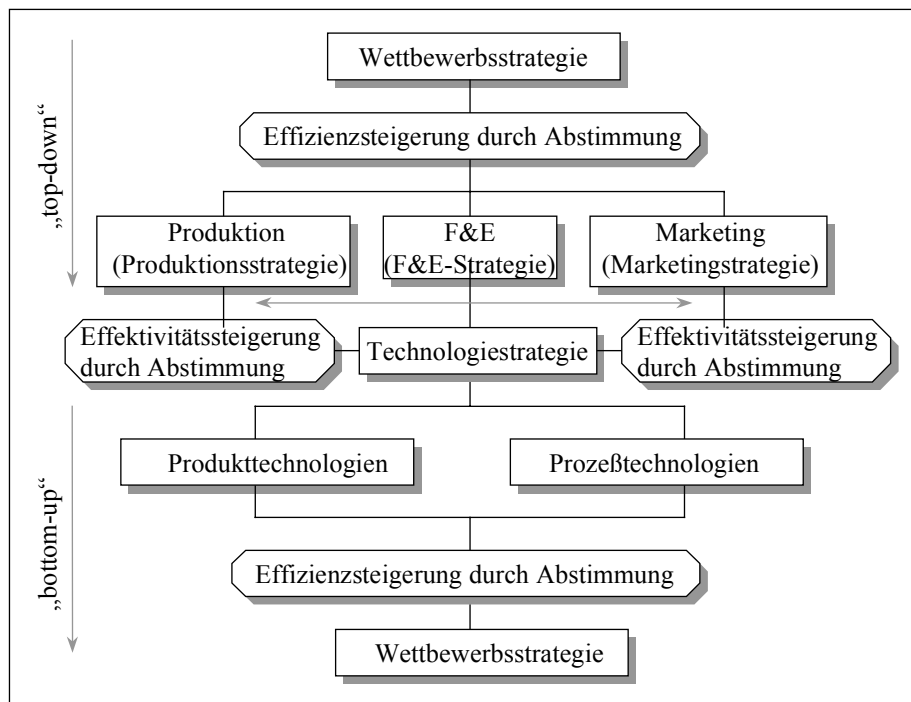 Wettbewerbsstrategie
Effizienzsteigerung durch Abstimmung
„top-down“
Produktion
(Produktionsstrategie)
F&E
(F&E-Strategie)
Marketing
(Marketingstrategie)
Effektivitätssteigerung
durch Abstimmung
Technologiestrategie
Effektivitätssteigerung
durch Abstimmung
Produkttechnologien
Prozeßtechnologien
„bottom-up“
Effizienzsteigerung durch Abstimmung
Wettbewerbsstrategie